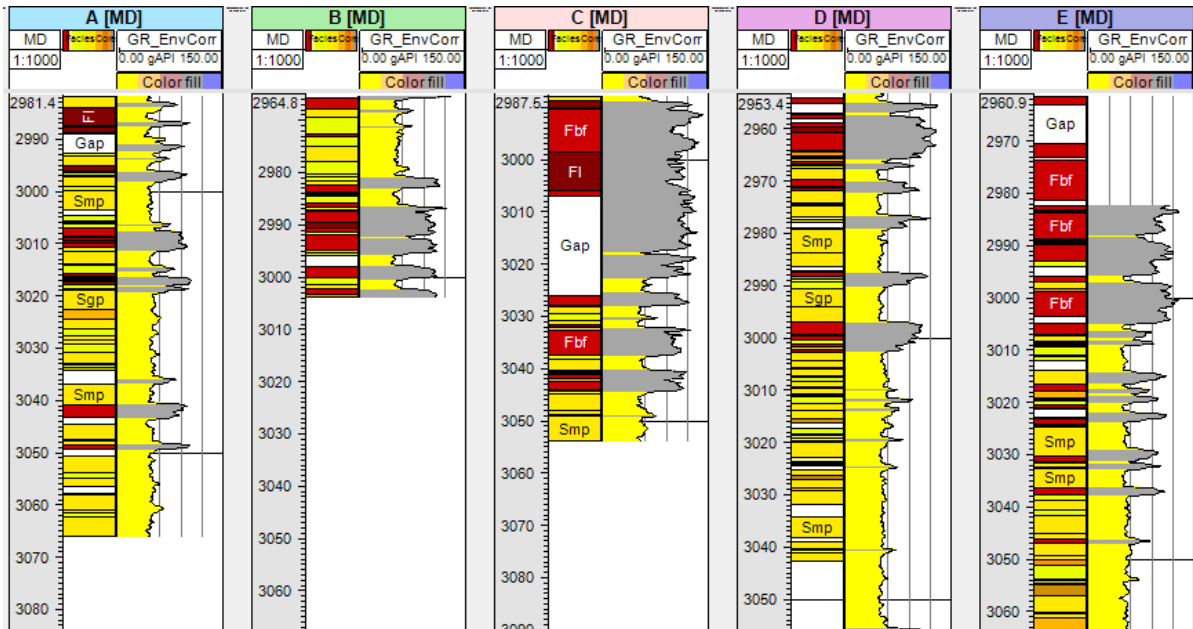 A [MD]
MD FaciesCore GR_EnvCorr
1:1000 0.00 gAPI 150.00
Color fill
2981.4
2990
3000
3010
3020
3030
3040
3050
3060
3070
3080
Fl
Gap
Smp
Sgp
Smp
B [MD]
MD FaciesCore GR_EnvCorr
1:1000 0.00 gAPI 150.00
Color fill
2964.8
2980
2990
3000
3010
3020
3030
3040
3050
3060
C [MD]
MD FaciesCore GR_EnvCorr
1:1000 0.00 gAPI 150.00
Color fill
2987.5
3000
3010
3020
3030
3040
3050
3060
3070
3080
3090
Fbf
Fl
Gap
Fbf
Smp
D [MD]
MD FaciesCore GR_EnvCorr
1:1000 0.00 gAPI 150.00
Color fill
2953.4
2960
2970
2980
2990
3000
3010
3020
3030
3040
3050
Smp
Sgp
Smp
E [MD]
MD FaciesCore GR_EnvCorr
1:1000 0.00 gAPI 150.00
Color fill
2960.9
2970
2980
2990
3000
3010
3020
3030
3040
3050
3060
Gap
Fbf
Fbf
Fbf
Smp
Smp